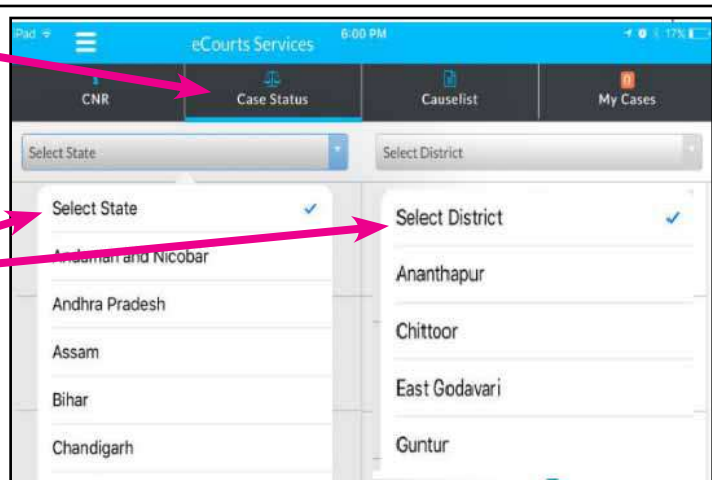 iPad 6:00 PM 17%
eCourts Services
CNR Case Status Causelist My Cases
Select State Select District
Select State
Andaman and Nicobar
Andhra Pradesh
Assam
Bihar
Chandigarh
Select District
Ananthapur
Chittoor
East Godavari
Guntur